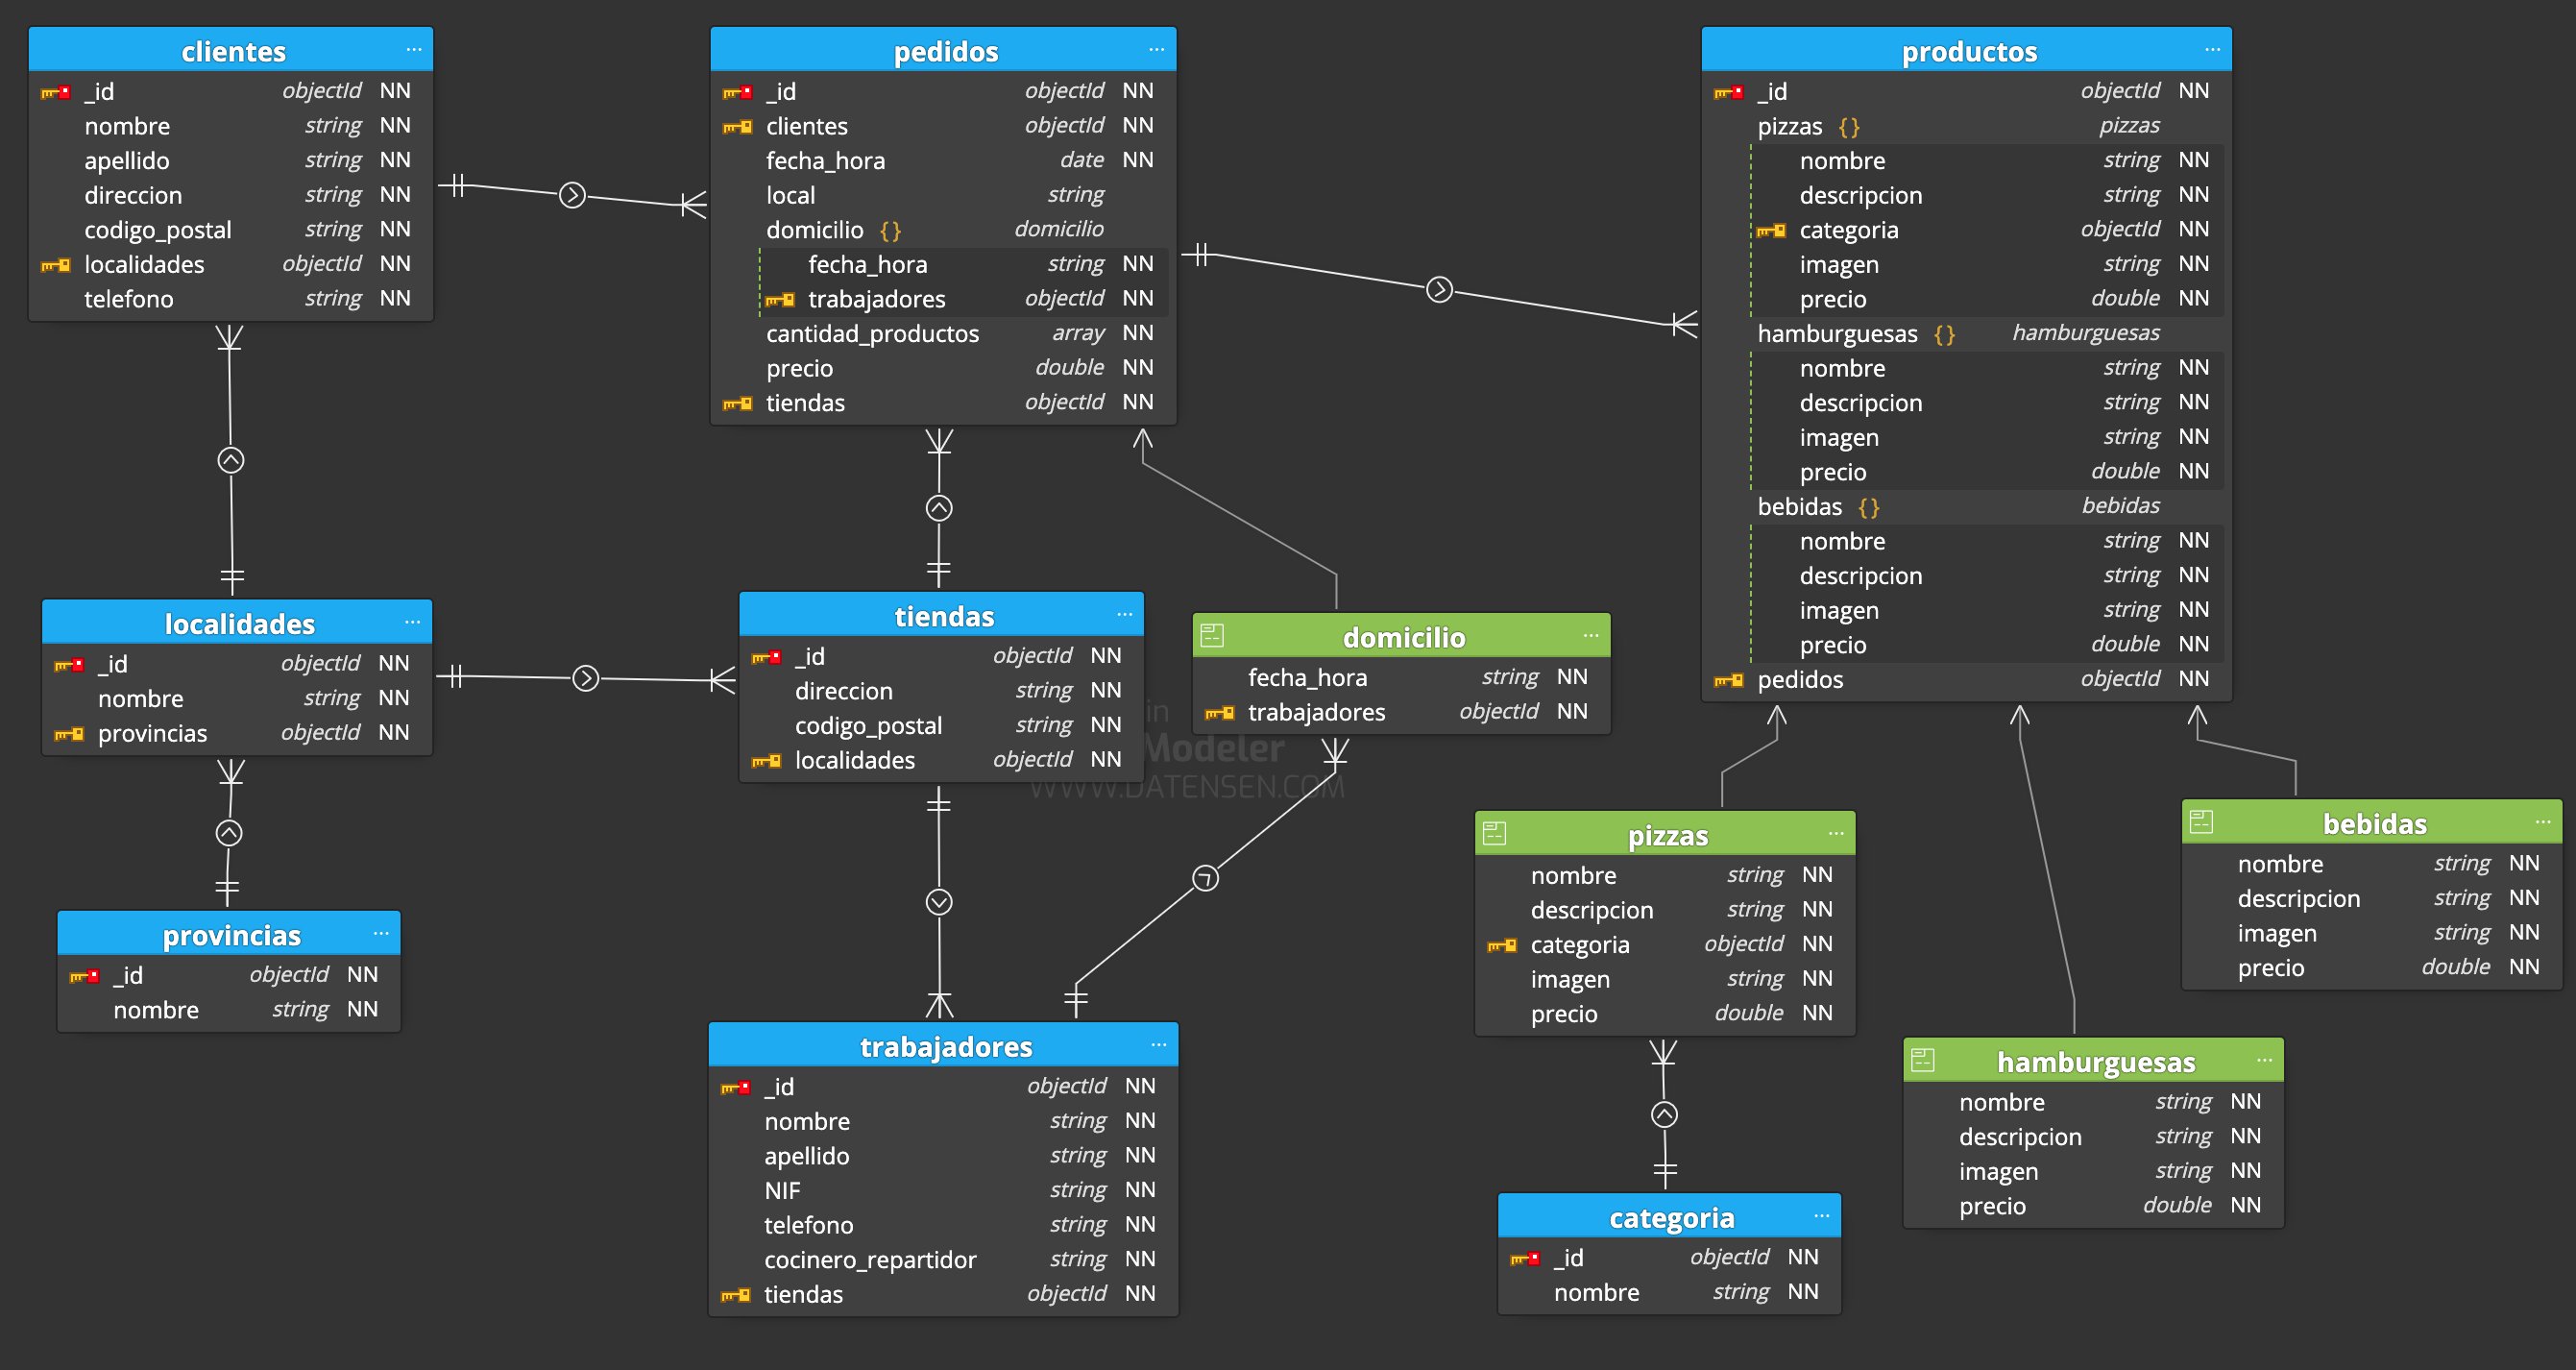 clientes ...
_id objectId NN
nombre string NN
apellido string NN
direccion string NN
codigo_postal string NN
localidades objectId NN
telefono string NN
pedidos ...
_id objectId NN
clientes objectId NN
fecha_hora date NN
local string
domicilio {} domicilio
fecha_hora string NN
trabajadores objectId NN
cantidad_productos array NN
precio double NN
tiendas objectId NN
productos ...
_id objectId NN
pizzas {} pizzas
nombre string NN
descripcion string NN
categoria objectId NN
imagen string NN
precio double NN
hamburguesas {} hamburguesas
nombre string NN
descripcion string NN
imagen string NN
precio double NN
bebidas {} bebidas
nombre string NN
descripcion string NN
imagen string NN
precio double NN
pedidos objectId NN
localidades ...
_id objectId NN
nombre string NN
provincias objectId NN
tiendas ...
_id objectId NN
direccion string NN
codigo_postal string NN
localidades objectId NN
domicilio ...
fecha_hora string NN
trabajadores objectId NN
in
Modeler
WWW.DATENSEN.COM
provincias ...
_id objectId NN
nombre string NN
trabajadores ...
_id objectId NN
nombre string NN
apellido string NN
NIF string NN
telefono string NN
cocinero_repartidor string NN
tiendas objectId NN
pizzas ...
nombre string NN
descripcion string NN
categoria objectId NN
imagen string NN
precio double NN
bebidas ...
nombre string NN
descripcion string NN
imagen string NN
precio double NN
hamburguesas ...
nombre string NN
descripcion string NN
imagen string NN
precio double NN
categoria ...
_id objectId NN
nombre string NN